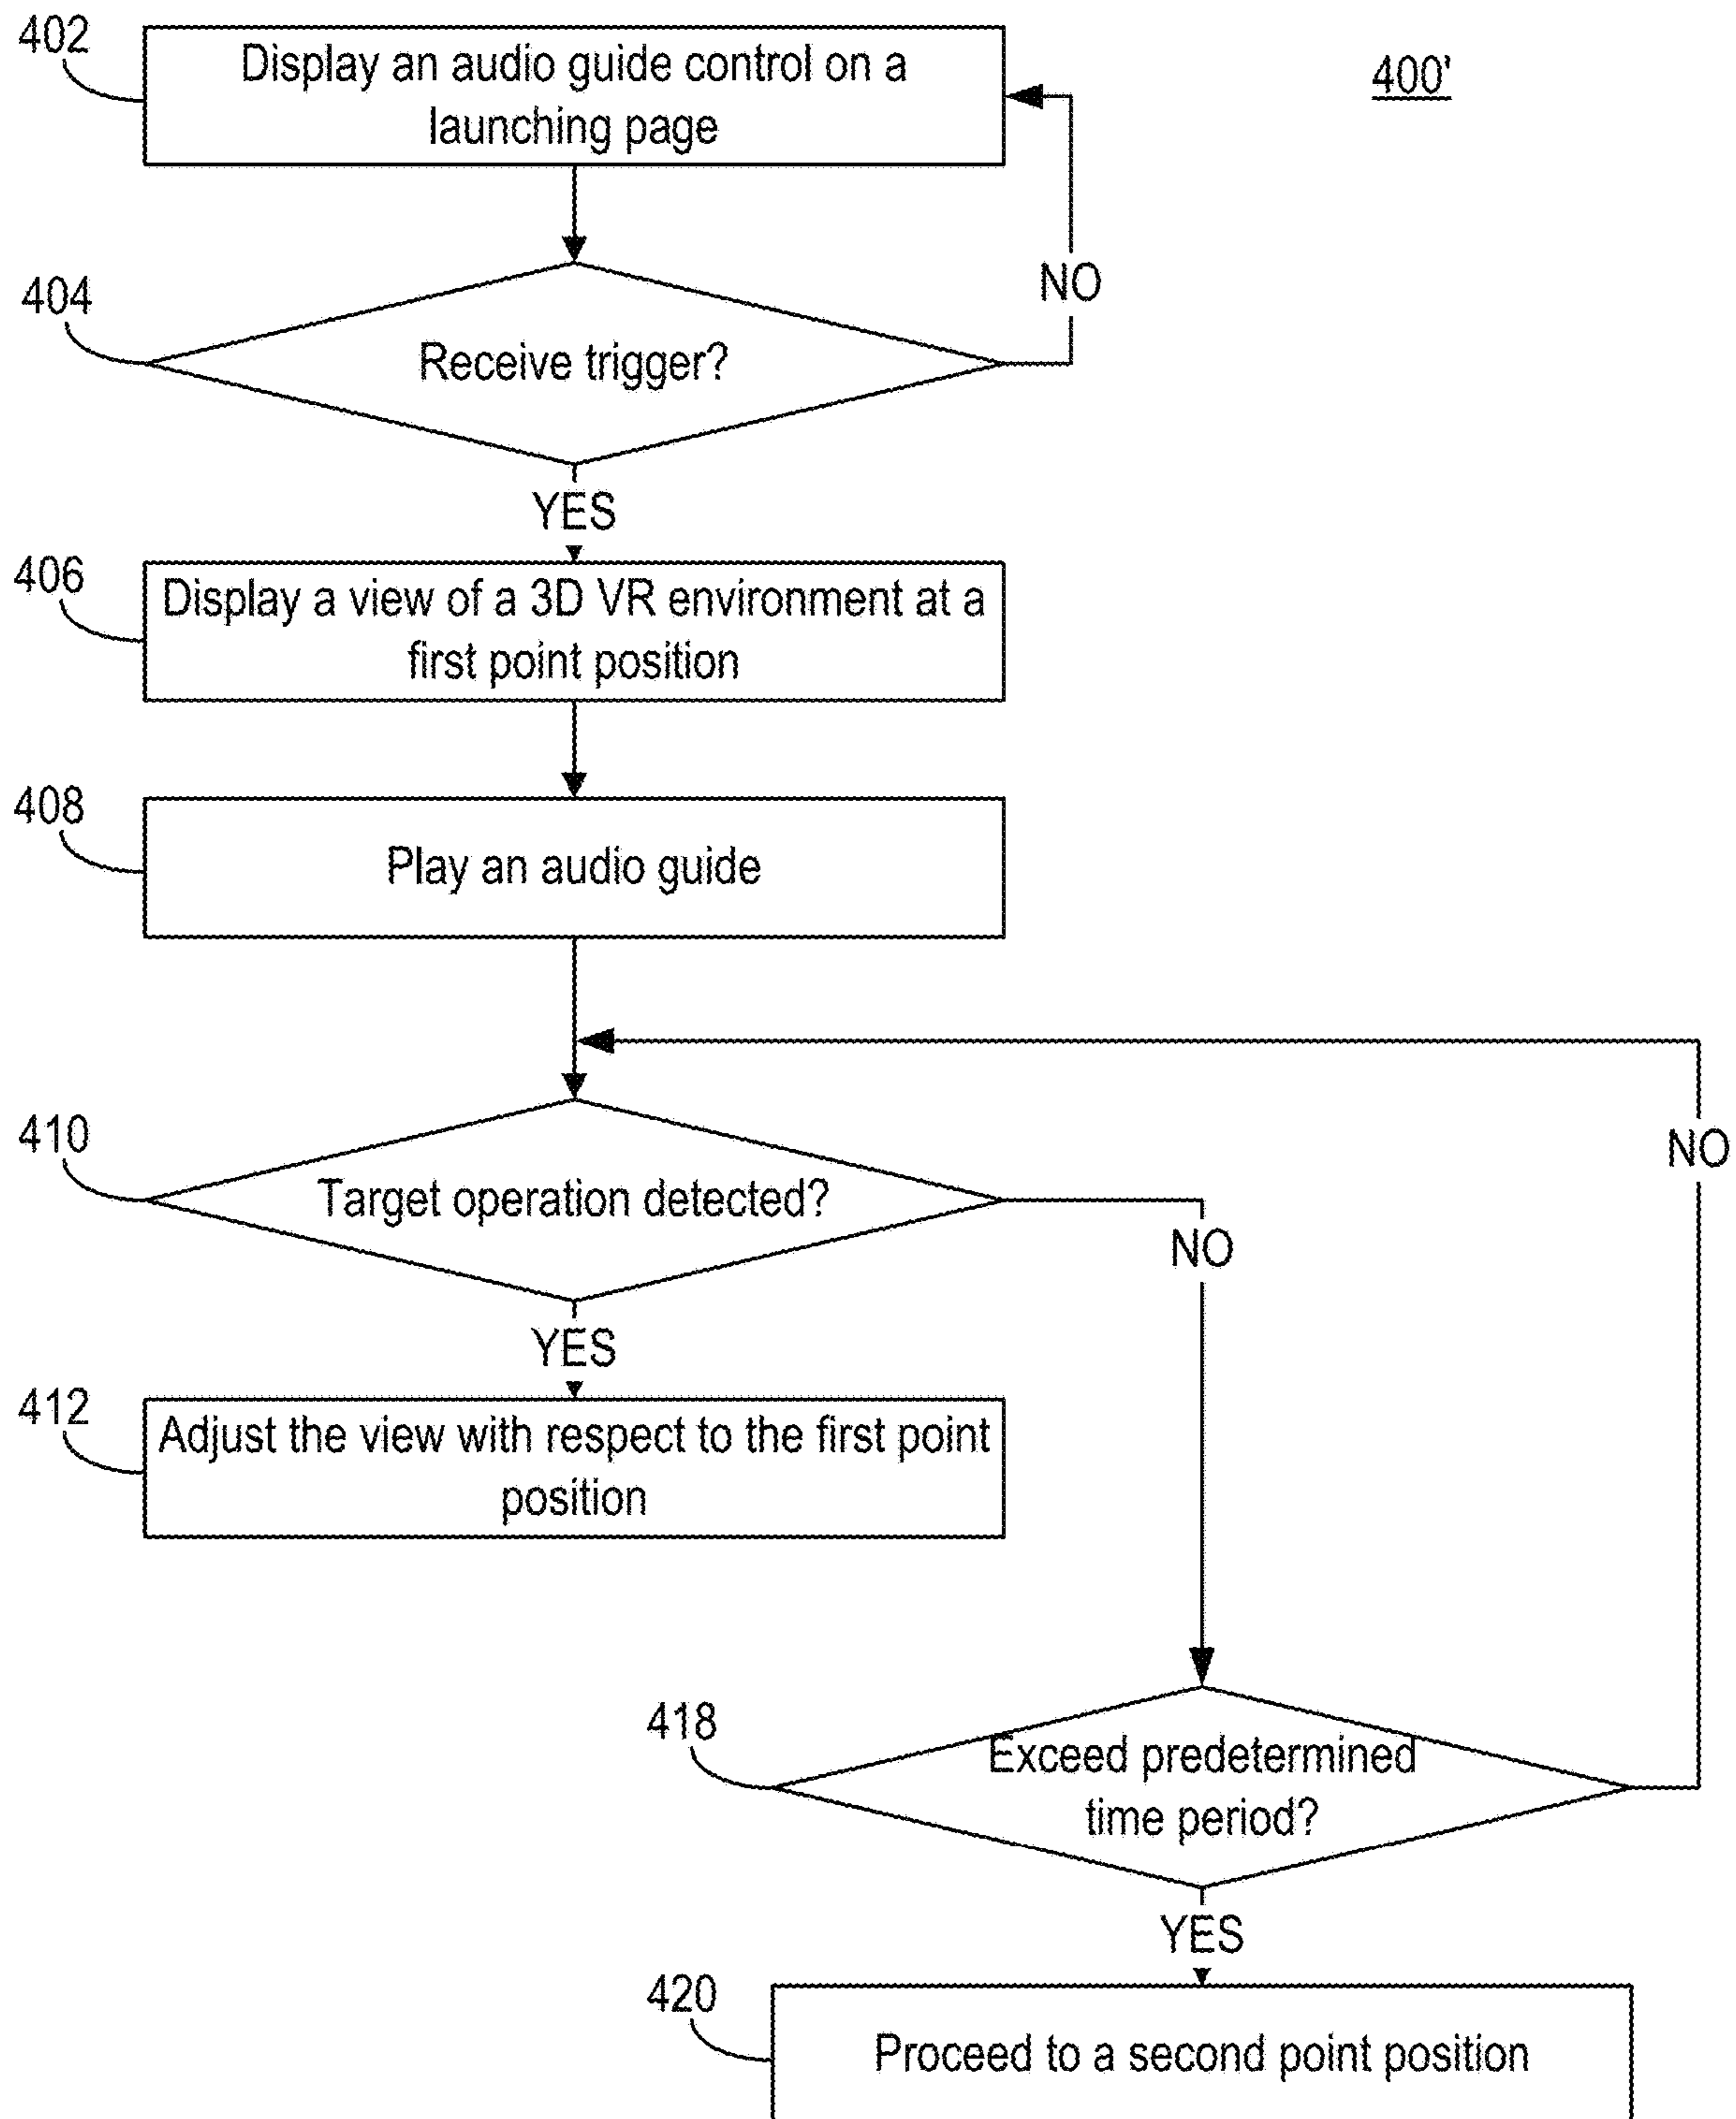 402
Display an audio guide control on a
launching page
400'
404
Receive trigger?
NO
YES
406
Display a view of a 3D VR environment at a
first point position
408
Play an audio guide
410
Target operation detected?
NO
NO
YES
412
Adjust the view with respect to the first point
position
418
Exceed predetermined
time period?
YES
420
Proceed to a second point position